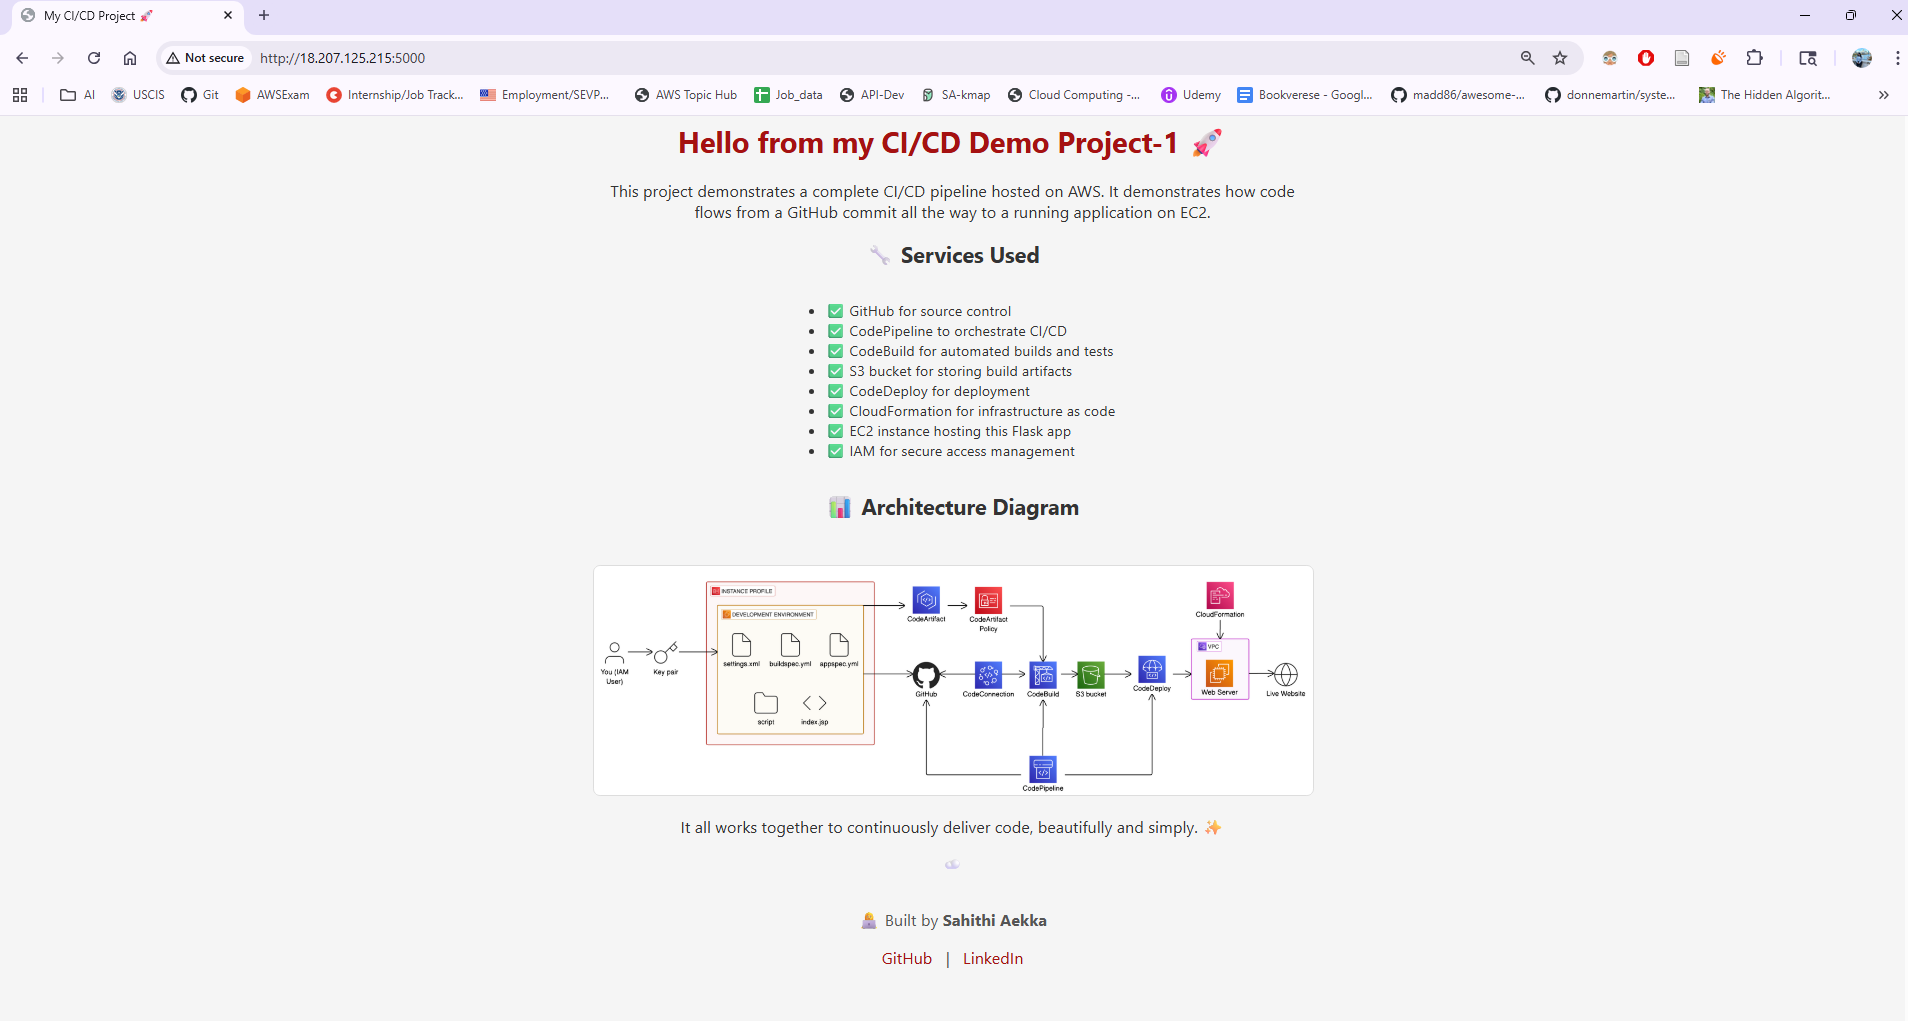 My CI/CD Project 🚀
Not secure
http://18.207.125.215:5000
AI
USCIS
Git
AWSExam
Internship/Job Track...
Employment/SEVP...
AWS Topic Hub
Job_data
API-Dev
SA-kmap
Cloud Computing -...
Udemy
Bookverese - Googl...
madd86/awesome-...
donnemartin/syste...
The Hidden Algorit...
Hello from my CI/CD Demo Project-1 🚀
This project demonstrates a complete CI/CD pipeline hosted on AWS. It demonstrates how code
flows from a GitHub commit all the way to a running application on EC2.
🔧 Services Used
• ✅ GitHub for source control
• ✅ CodePipeline to orchestrate CI/CD
• ✅ CodeBuild for automated builds and tests
• ✅ S3 bucket for storing build artifacts
• ✅ CodeDeploy for deployment
• ✅ CloudFormation for infrastructure as code
• ✅ EC2 instance hosting this Flask app
• ✅ IAM for secure access management
📊 Architecture Diagram
INSTANCE PROFILE
DEVELOPMENT ENVIRONMENT
settings.xml
buildspec.yml
appspec.yml
script
index.jsp
You (IAM
User)
Key pair
CodeArtifact
CodeArtifact
Policy
CloudFormation
VPC
GitHub
CodeConnection
CodeBuild
S3 bucket
CodeDeploy
Web Server
Live Website
CodePipeline
It all works together to continuously deliver code, beautifully and simply. ✨
Built by Sahithi Aekka
GitHub | LinkedIn